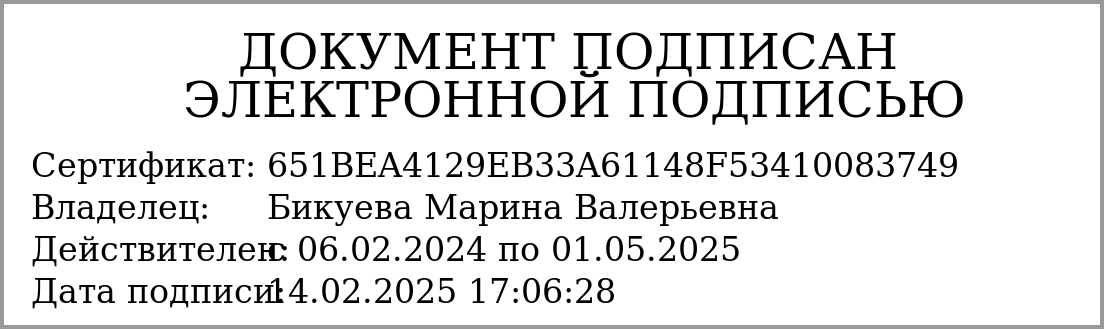 ДОКУМЕНТ ПОДПИСАН
ЭЛЕКТРОННОЙ ПОДПИСЬЮ
Сертификат: 651BEA4129EB33A61148F53410083749
Владелец: Бикуева Марина Валерьевна
Действителен: с 06.02.2024 по 01.05.2025
Дата подписи: 14.02.2025 17:06:28